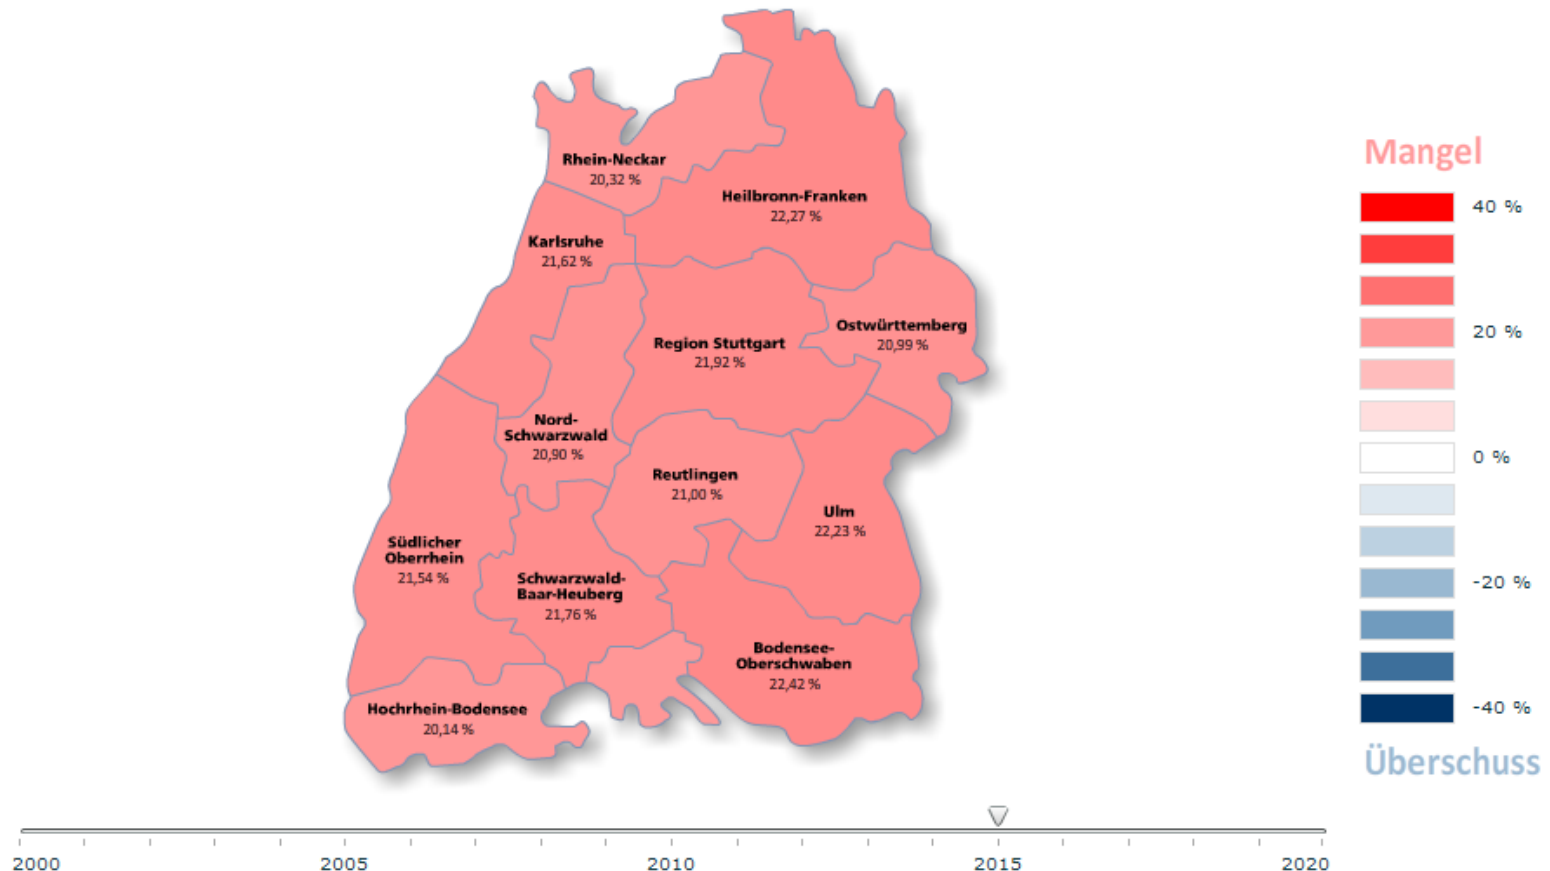 Rhein-Neckar
20,32 %
Heilbronn-Franken
22,27 %
Karlsruhe
21,62 %
Ostwürttemberg
20,99 %
Region Stuttgart
21,92 %
Nord-
Schwarzwald
20,90 %
Reutlingen
21,00 %
Ulm
22,23 %
Südlicher
Oberrhein
21,54 %
Schwarzwald-
Baar-Heuberg
21,76 %
Bodensee-
Oberschwaben
22,42 %
Hochrhein-Bodensee
20,14 %
Mangel
40 %
20 %
0 %
-20 %
-40 %
Überschuss
2000 2005 2010 2015 2020